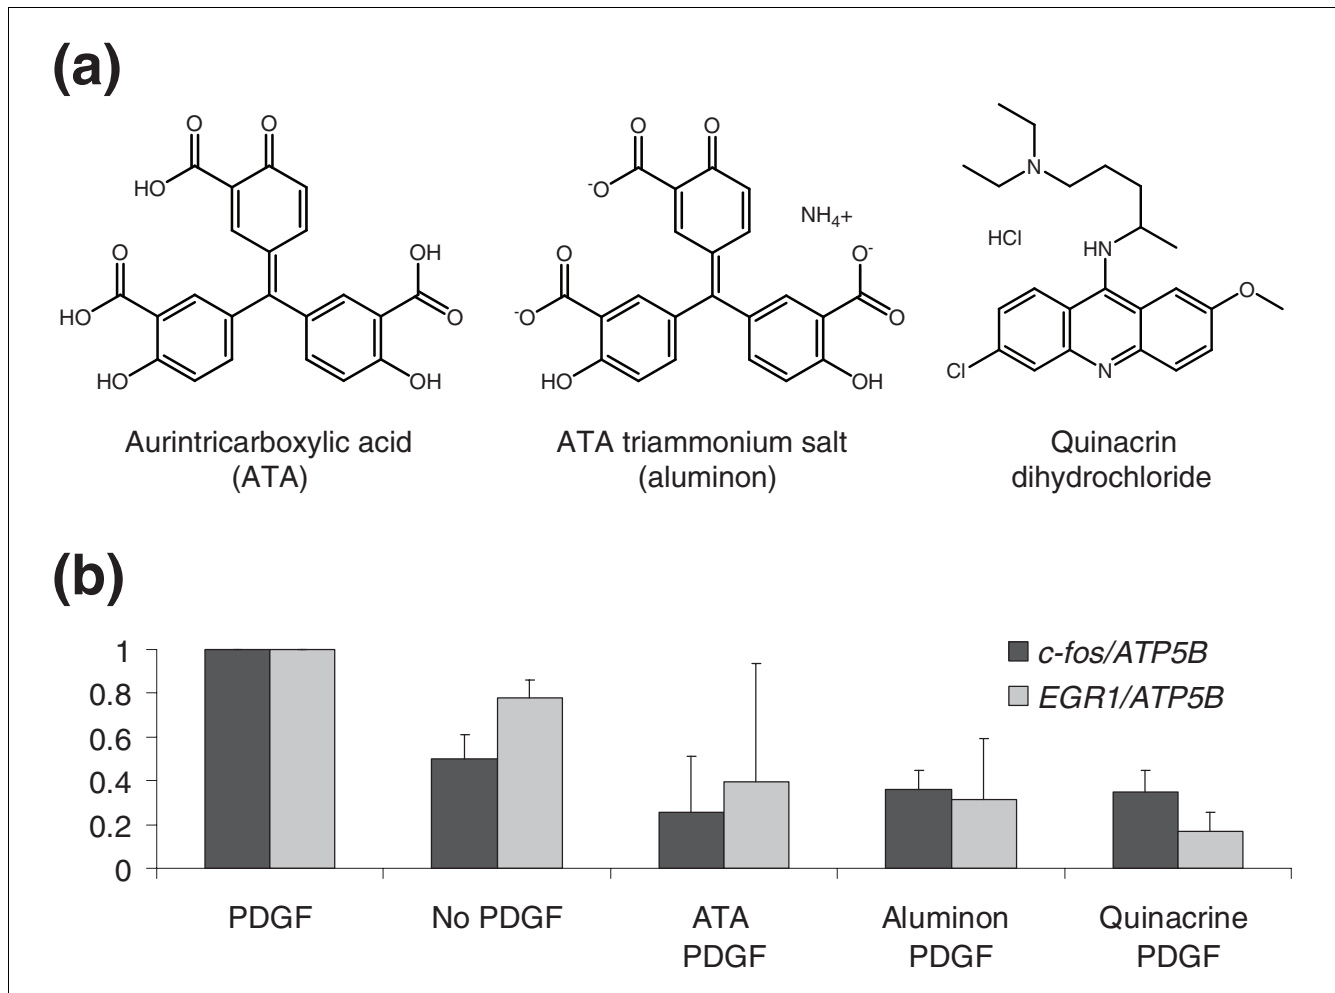 (a)
O O
HO
O
HO
HO
OH
O
OH
Aurintricarboxylic acid
(ATA)
O O
-O
NH4+
O
-O
HO
O-
O
OH
ATA triammonium salt
(aluminon)
N
HCl
HN
O
Cl
N
Quinacrin
dihydrochloride
(b)
1
0.8
0.6
0.4
0.2
0
c-fos/ATP5B
EGR1/ATP5B
PDGF
No PDGF
ATA
PDGF
Aluminon
PDGF
Quinacrine
PDGF